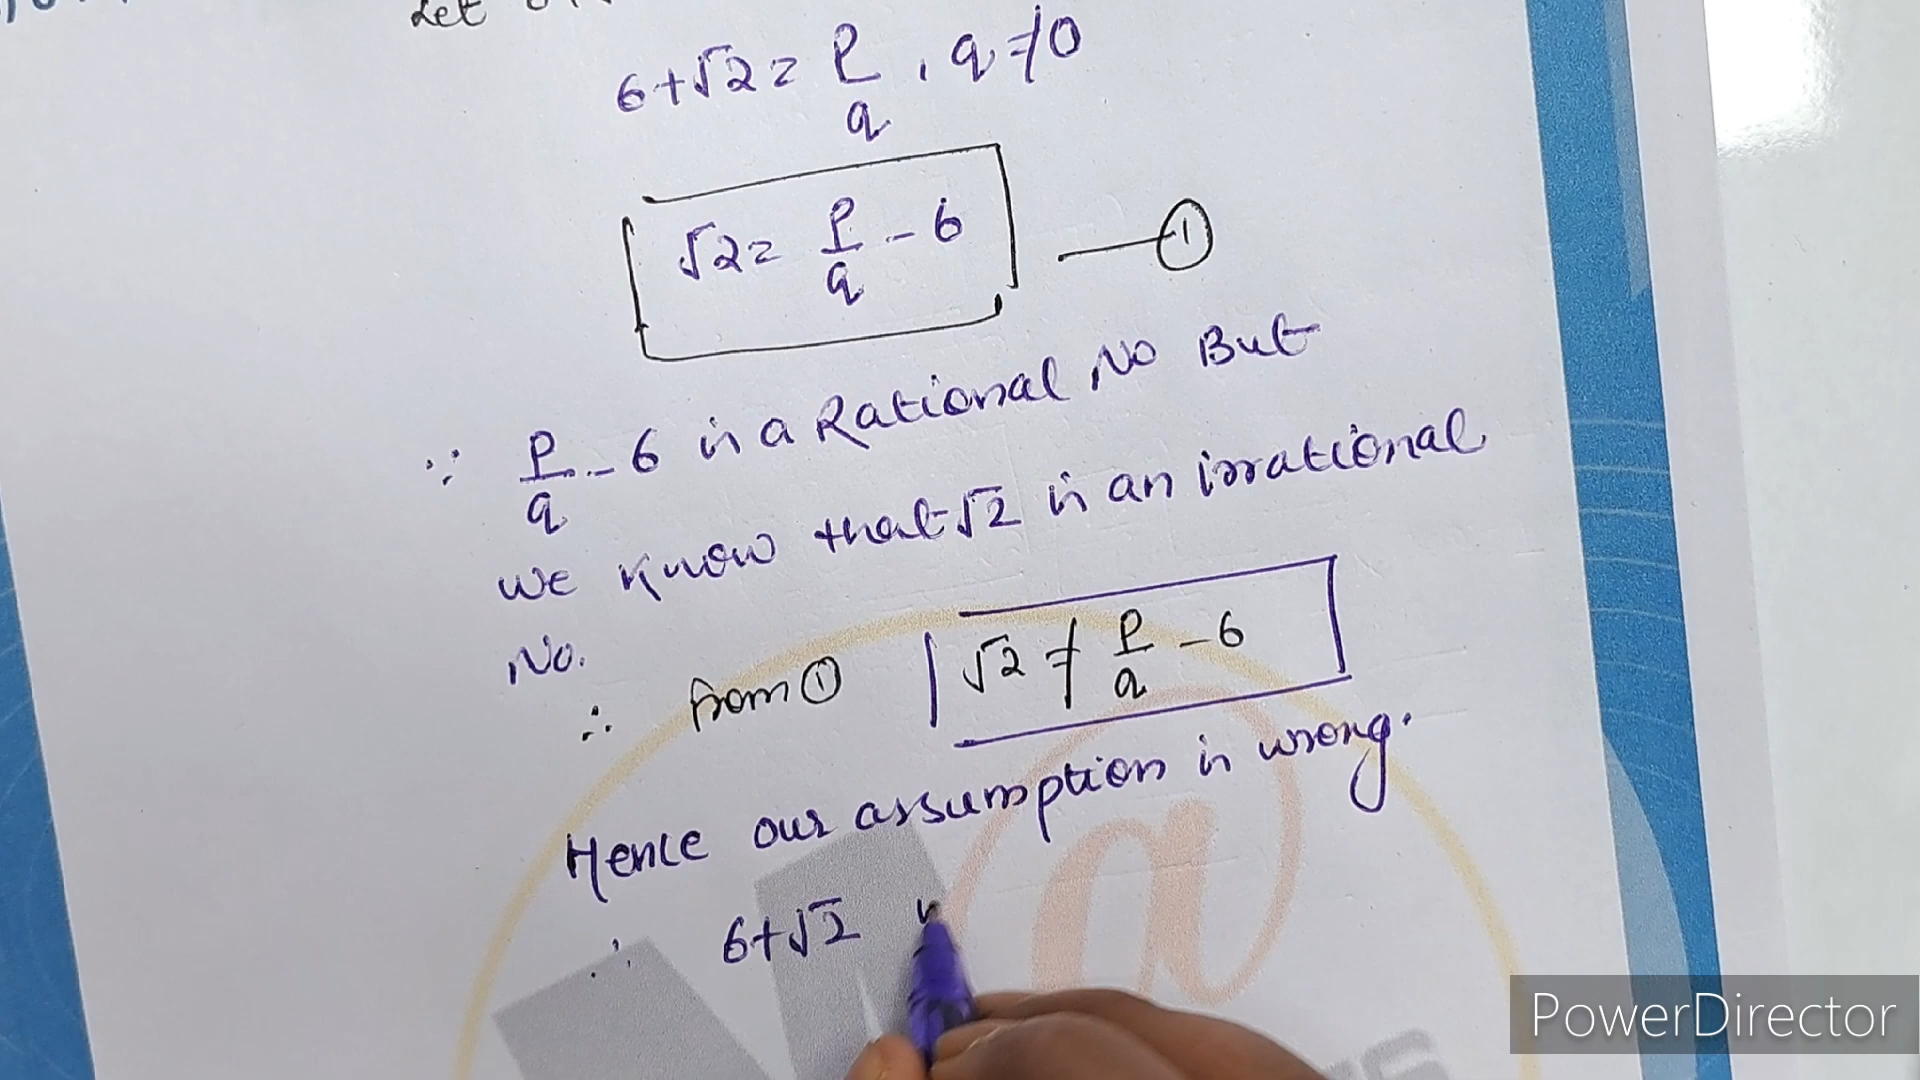 Let
6+√2 = P/q , q≠0
√2 = P/q - 6 — ①
∵ P/q - 6 is a Rational No But
we know that √2 is an irrational
No.
∴ from ① √2 ≠ P/q - 6
Hence our assumption is wrong.
∴ 6+√2
PowerDirector